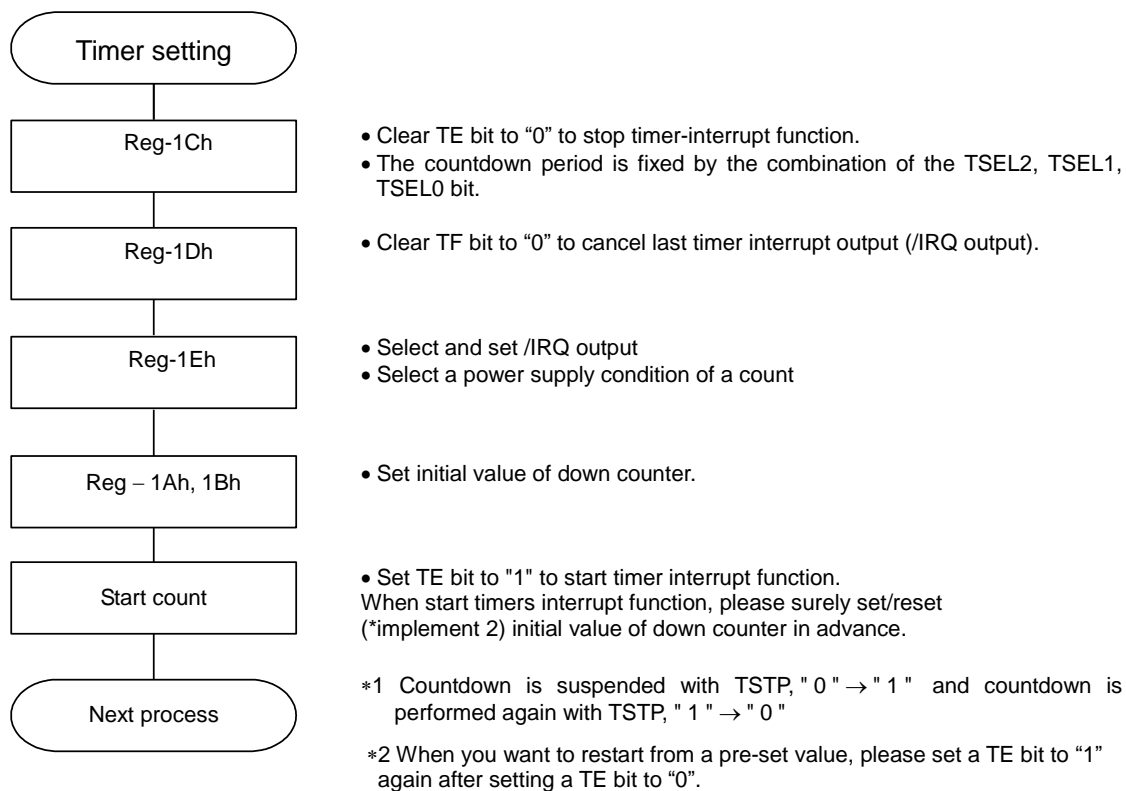 Timer setting
Reg-1Ch
• Clear TE bit to “0” to stop timer-interrupt function.
• The countdown period is fixed by the combination of the TSEL2, TSEL1,
TSEL0 bit.
Reg-1Dh
• Clear TF bit to “0” to cancel last timer interrupt output (/IRQ output).
Reg-1Eh
• Select and set /IRQ output
• Select a power supply condition of a count
Reg – 1Ah, 1Bh
• Set initial value of down counter.
Start count
• Set TE bit to "1" to start timer interrupt function.
When start timers interrupt function, please surely set/reset
(*implement 2) initial value of down counter in advance.
Next process
*1 Countdown is suspended with TSTP, " 0 " → " 1 " and countdown is
performed again with TSTP, " 1 " → " 0 "
*2 When you want to restart from a pre-set value, please set a TE bit to “1”
again after setting a TE bit to “0”.